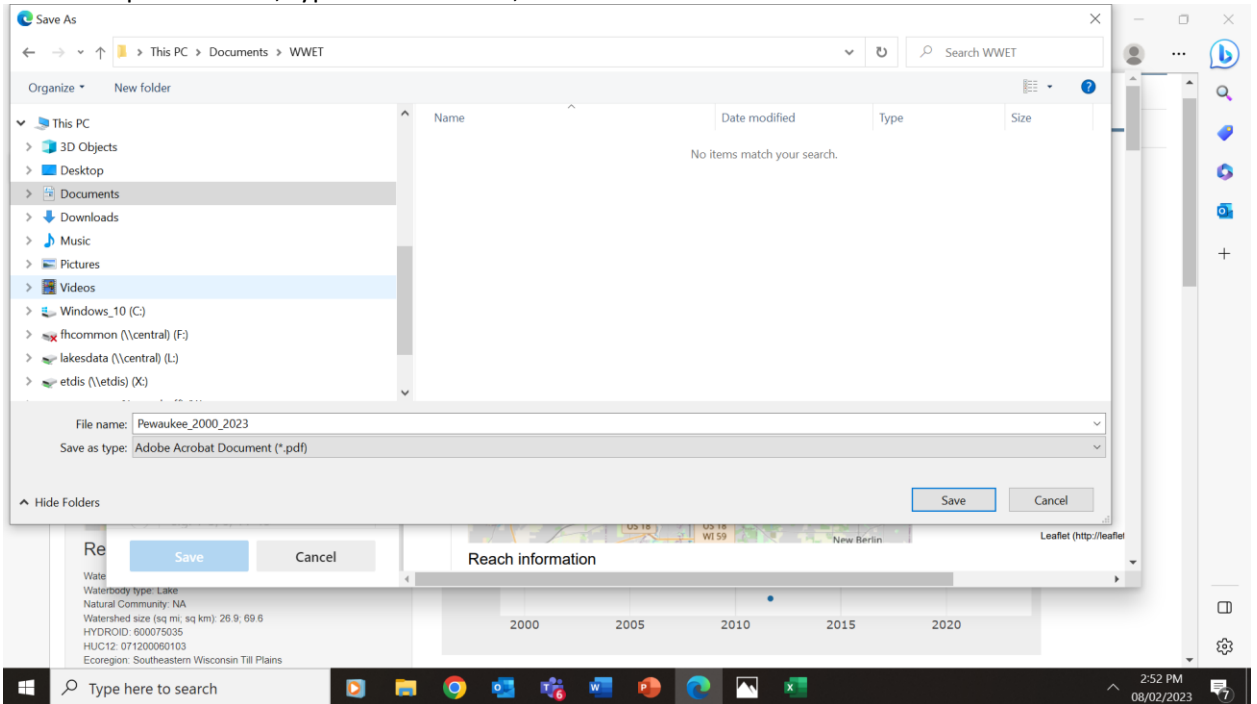 Save As
This PC > Documents > WWET
Search WWET
Organize
New folder
Name
Date modified
Type
Size
No items match your search.
This PC
3D Objects
Desktop
Documents
Downloads
Music
Pictures
Videos
Windows_10 (C:)
fhcommon (\\central) (F:)
lakesdata (\\central) (L:)
etdis (\\etdis) (X:)
File name: Pewaukee_2000_2023
Save as type: Adobe Acrobat Document (*.pdf)
Hide Folders
Save
Cancel
US 18
US 18
WI 59
New Berlin
Leaflet (http://leaflet
Re
Save
Cancel
Reach information
Wate
Waterbody type: Lake
Natural Community: NA
Watershed size (sq mi; sq km): 26.9; 69.6
HYDROID: 600075035
HUC12: 071200060103
Ecoregion: Southeastern Wisconsin Till Plains
2000 2005 2010 2015 2020
Type here to search
6
2:52 PM
08/02/2023
7